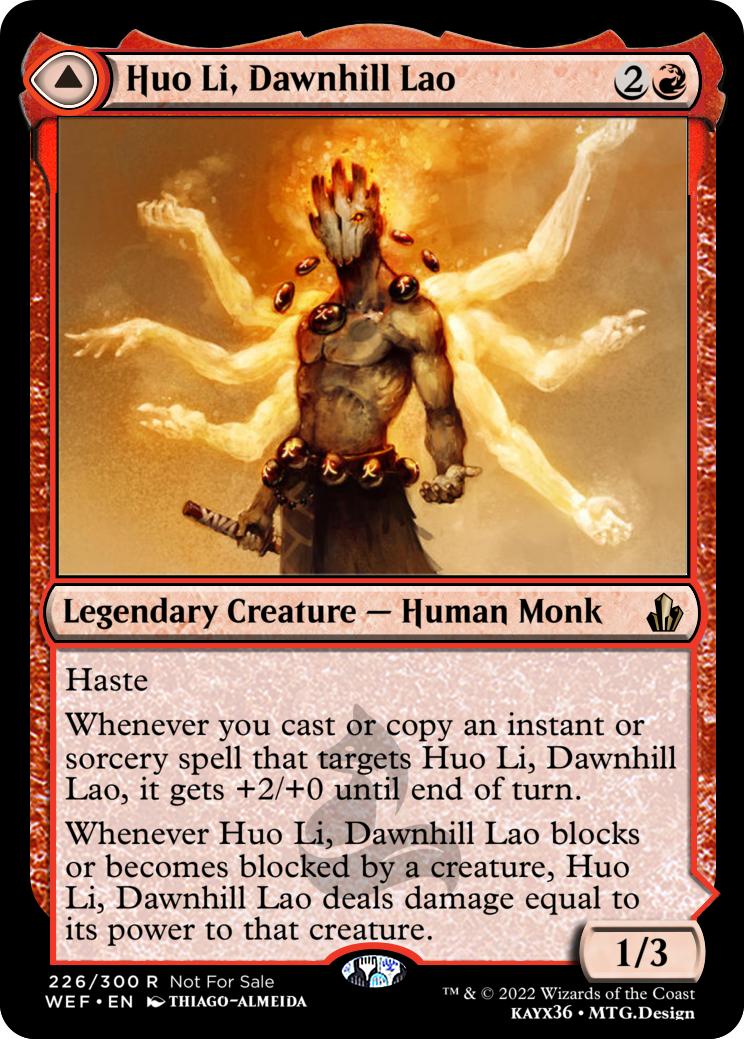 Huo Li, Dawnhill Lao 2
Legendary Creature — Human Monk
Haste
Whenever you cast or copy an instant or
sorcery spell that targets Huo Li, Dawnhill
Lao, it gets +2/+0 until end of turn.
Whenever Huo Li, Dawnhill Lao blocks
or becomes blocked by a creature, Huo
Li, Dawnhill Lao deals damage equal to
its power to that creature.
1/3
226/300 R Not For Sale
WEF • EN THIAGO-ALMEIDA
™ & © 2022 Wizards of the Coast
KAYX36 • MTG.Design